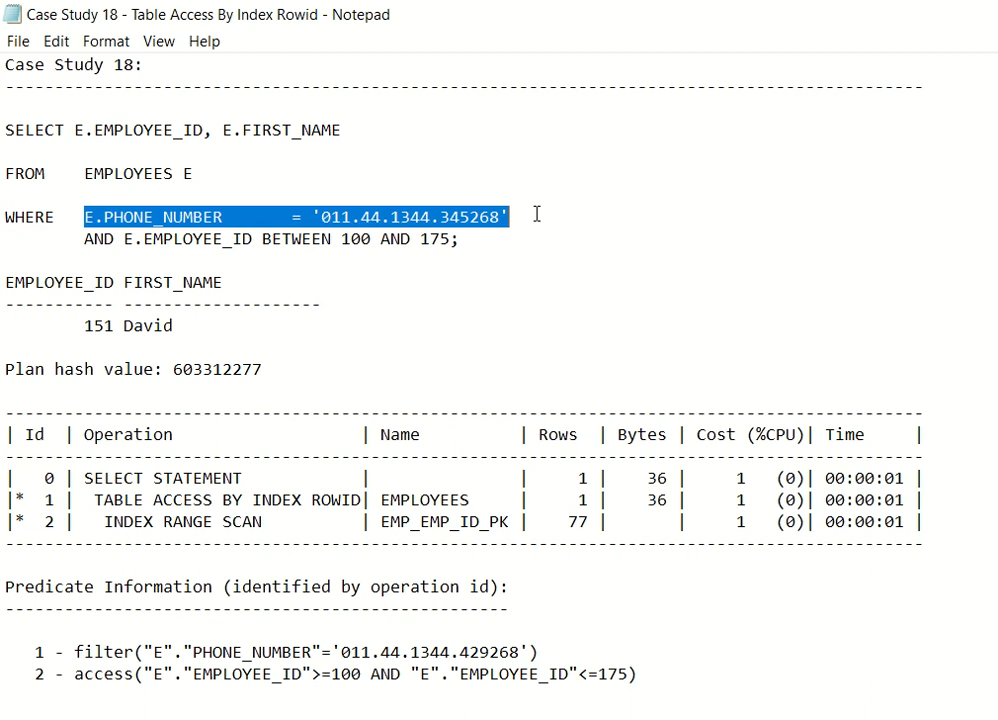 Case Study 18 - Table Access By Index Rowid - Notepad
File Edit Format View Help
Case Study 18:
---------------------------------------------------------------------------------------------
SELECT E.EMPLOYEE_ID, E.FIRST_NAME
FROM    EMPLOYEES E
WHERE   E.PHONE_NUMBER       = '011.44.1344.345268'
        AND E.EMPLOYEE_ID BETWEEN 100 AND 175;
EMPLOYEE_ID FIRST_NAME
----------- --------------------
        151 David
Plan hash value: 603312277
---------------------------------------------------------------------------------------------
| Id  | Operation                   | Name          | Rows  | Bytes | Cost (%CPU)| Time     |
---------------------------------------------------------------------------------------------
|   0 | SELECT STATEMENT            |               |     1 |    36 |     1   (0)| 00:00:01 |
|*  1 |  TABLE ACCESS BY INDEX ROWID| EMPLOYEES     |     1 |    36 |     1   (0)| 00:00:01 |
|*  2 |   INDEX RANGE SCAN          | EMP_EMP_ID_PK |    77 |       |     1   (0)| 00:00:01 |
---------------------------------------------------------------------------------------------
Predicate Information (identified by operation id):
---------------------------------------------------
   1 - filter("E"."PHONE_NUMBER"='011.44.1344.429268')
   2 - access("E"."EMPLOYEE_ID">=100 AND "E"."EMPLOYEE_ID"<=175)